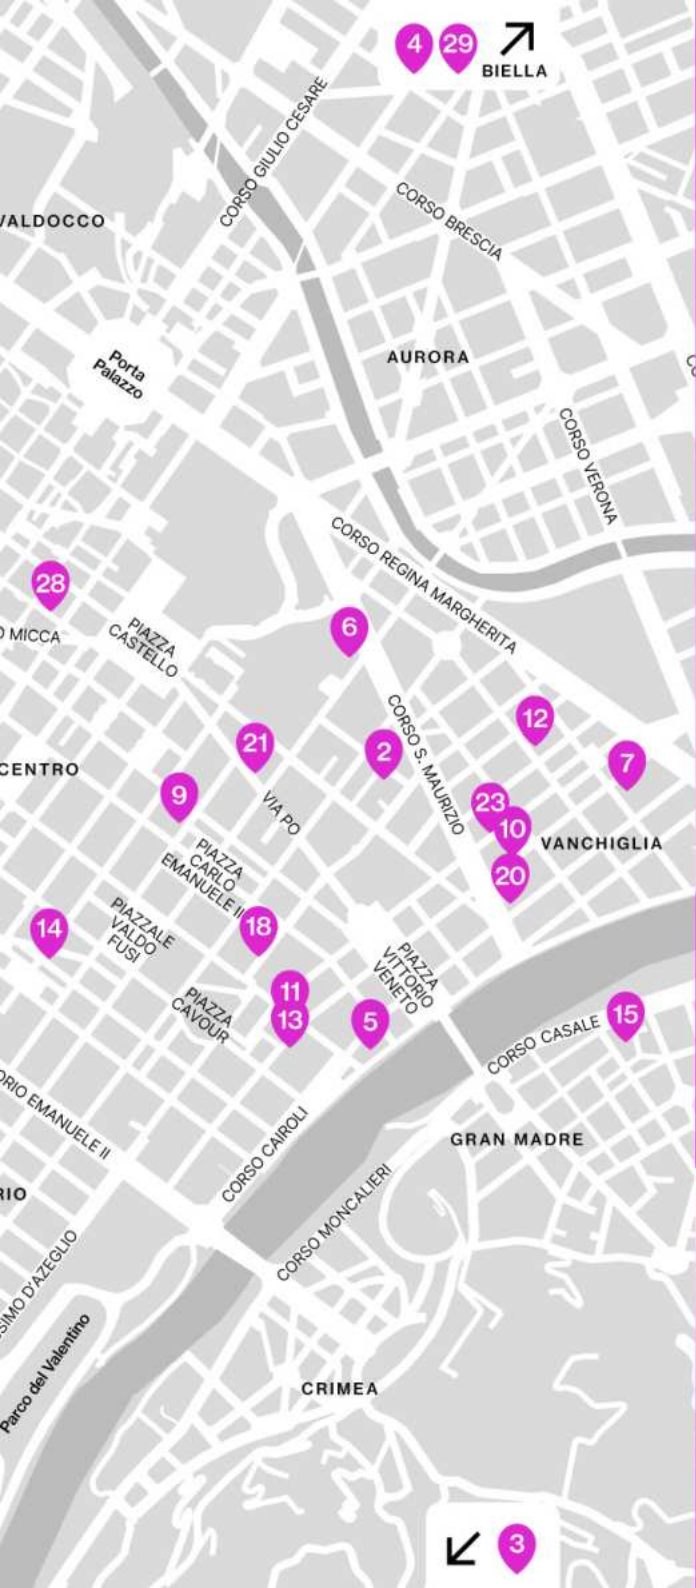 4
29
BIELLA
CORSO GIULIO CESARE
CORSO BRESCIA
VALDOCCO
AURORA
Porta
Palazzo
CORSO VERONA
CORSO REGINA MARGHERITA
28
6
O MICCA
PIAZZA
CASTELLO
12
21
2
CORSO S. MAURIZIO
7
CENTRO
9
VIA PO
23
10
VANCHIGLIA
PIAZZA
CARLO
EMANUELE II
20
14
PIAZZALE
VALDO
FUSI
18
PIAZZA
VITTORIO
VENETO
11
13
PIAZZA
CAVOUR
5
15
CORSO CASALE
ORIO EMANUELE II
GRAN MADRE
CORSO CAIROLI
RIO
CORSO MONCALIERI
SIMO D'AZEGLIO
Parco del Valentino
CRIMEA
3